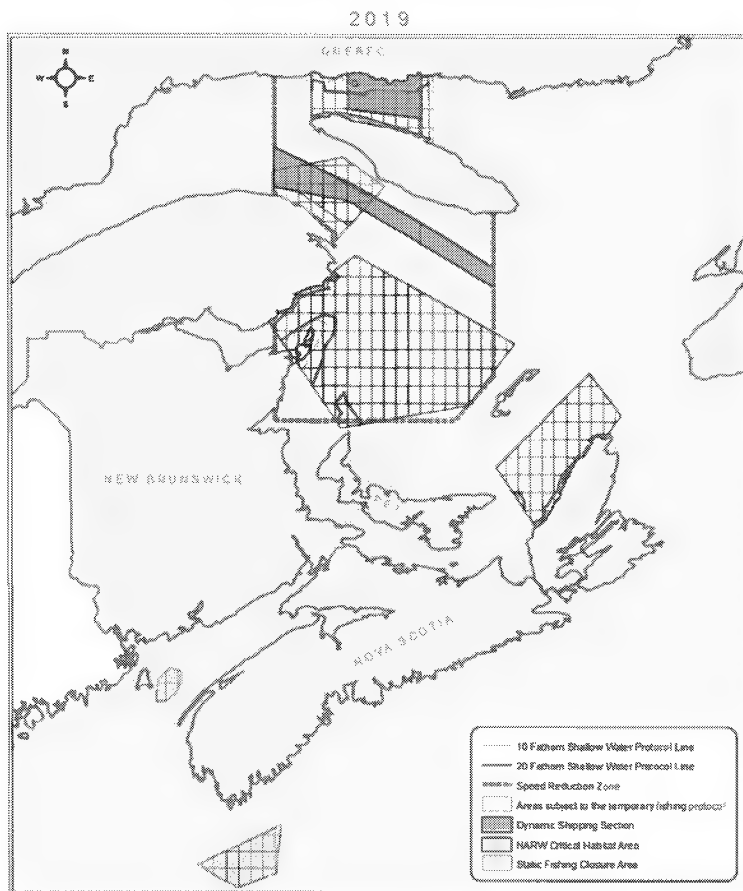 2019
QUEBEC
N
W E
S
NEW BRUNSWICK
PEI
NOVA SCOTIA
10 Fathom Shallow Water Protocol Line
20 Fathom Shallow Water Protocol Line
Speed Reduction Zone
Areas subject to the temporary fishing protocol
Dynamic Shipping Section
NARW Critical Habitat Area
Static Fishing Closure Area